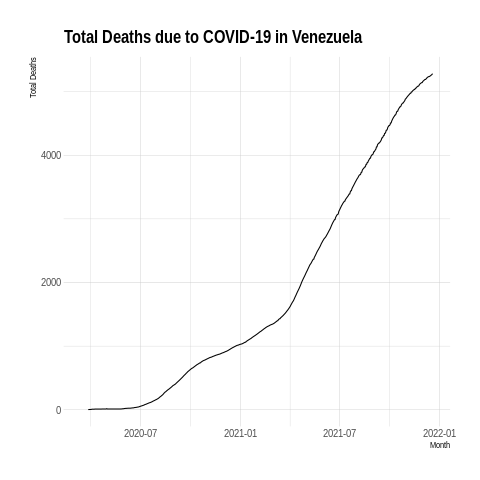 Total Deaths due to COVID-19 in Venezuela
Total Deaths
4000
2000
0
2020-07 2021-01 2021-07 2022-01
Month